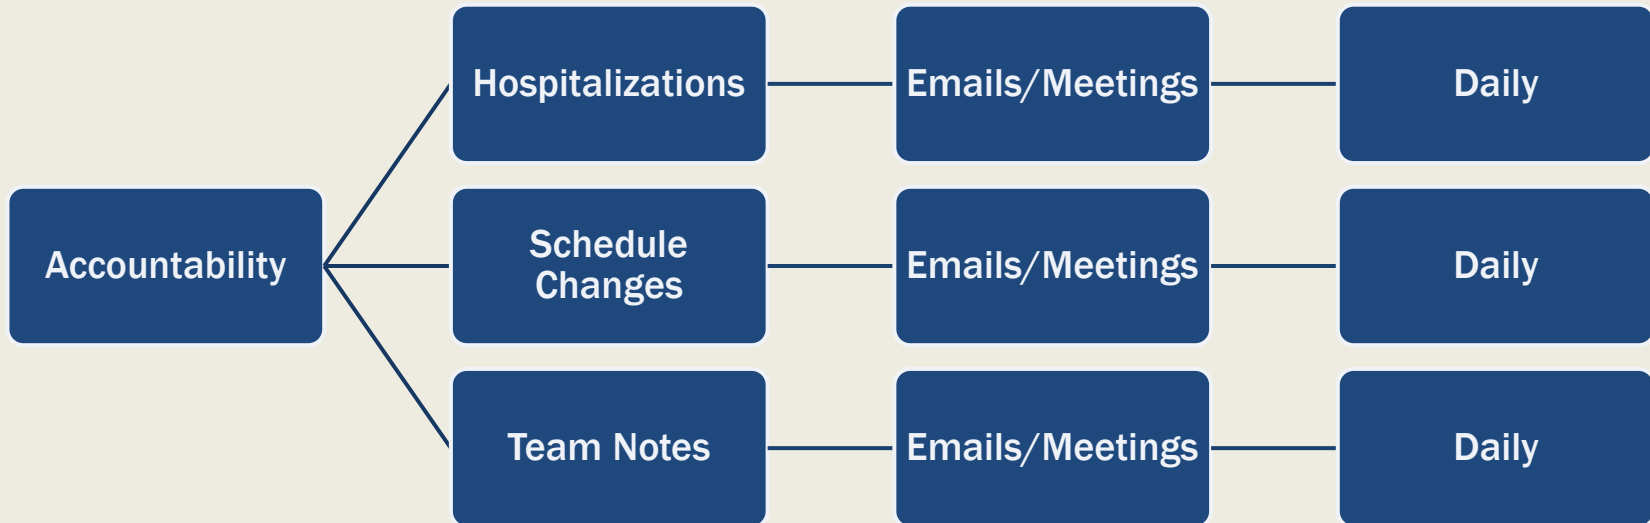 Hospitalizations
Emails/Meetings
Daily
Accountability
Schedule
Changes
Emails/Meetings
Daily
Team Notes
Emails/Meetings
Daily